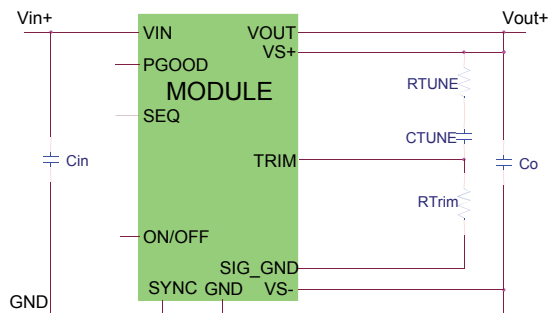 Vin+
Vout+
VIN
VOUT
VS+
PGOOD
RTUNE
MODULE
SEQ
CTUNE
Cin
TRIM
Co
RTrim
ON/OFF
SIG_GND
SYNC
GND
VS-
GND